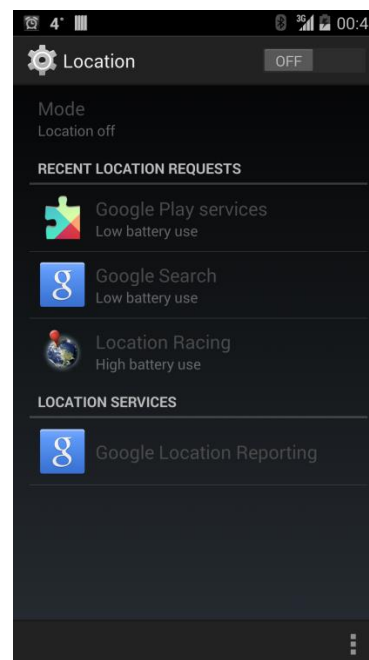 4°
3G
00:4
Location
OFF
Mode
Location off
RECENT LOCATION REQUESTS
Google Play services
Low battery use
g Google Search
Low battery use
Location Racing
High battery use
LOCATION SERVICES
g Google Location Reporting